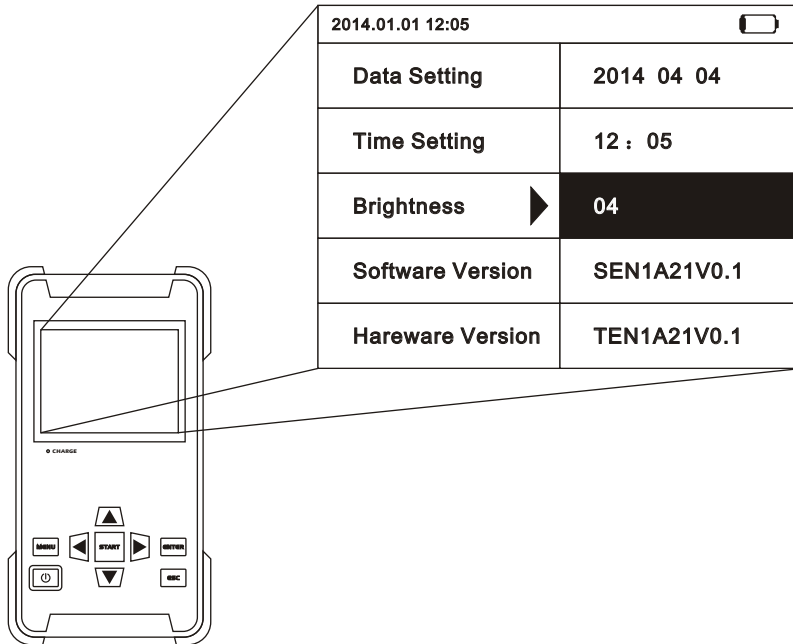 2014.01.01 12:05
Data Setting 2014 04 04
Time Setting 12 : 05
Brightness 04
Software Version SEN1A21V0.1
Hareware Version TEN1A21V0.1
CHARGE
MENU START ENTER
ESC